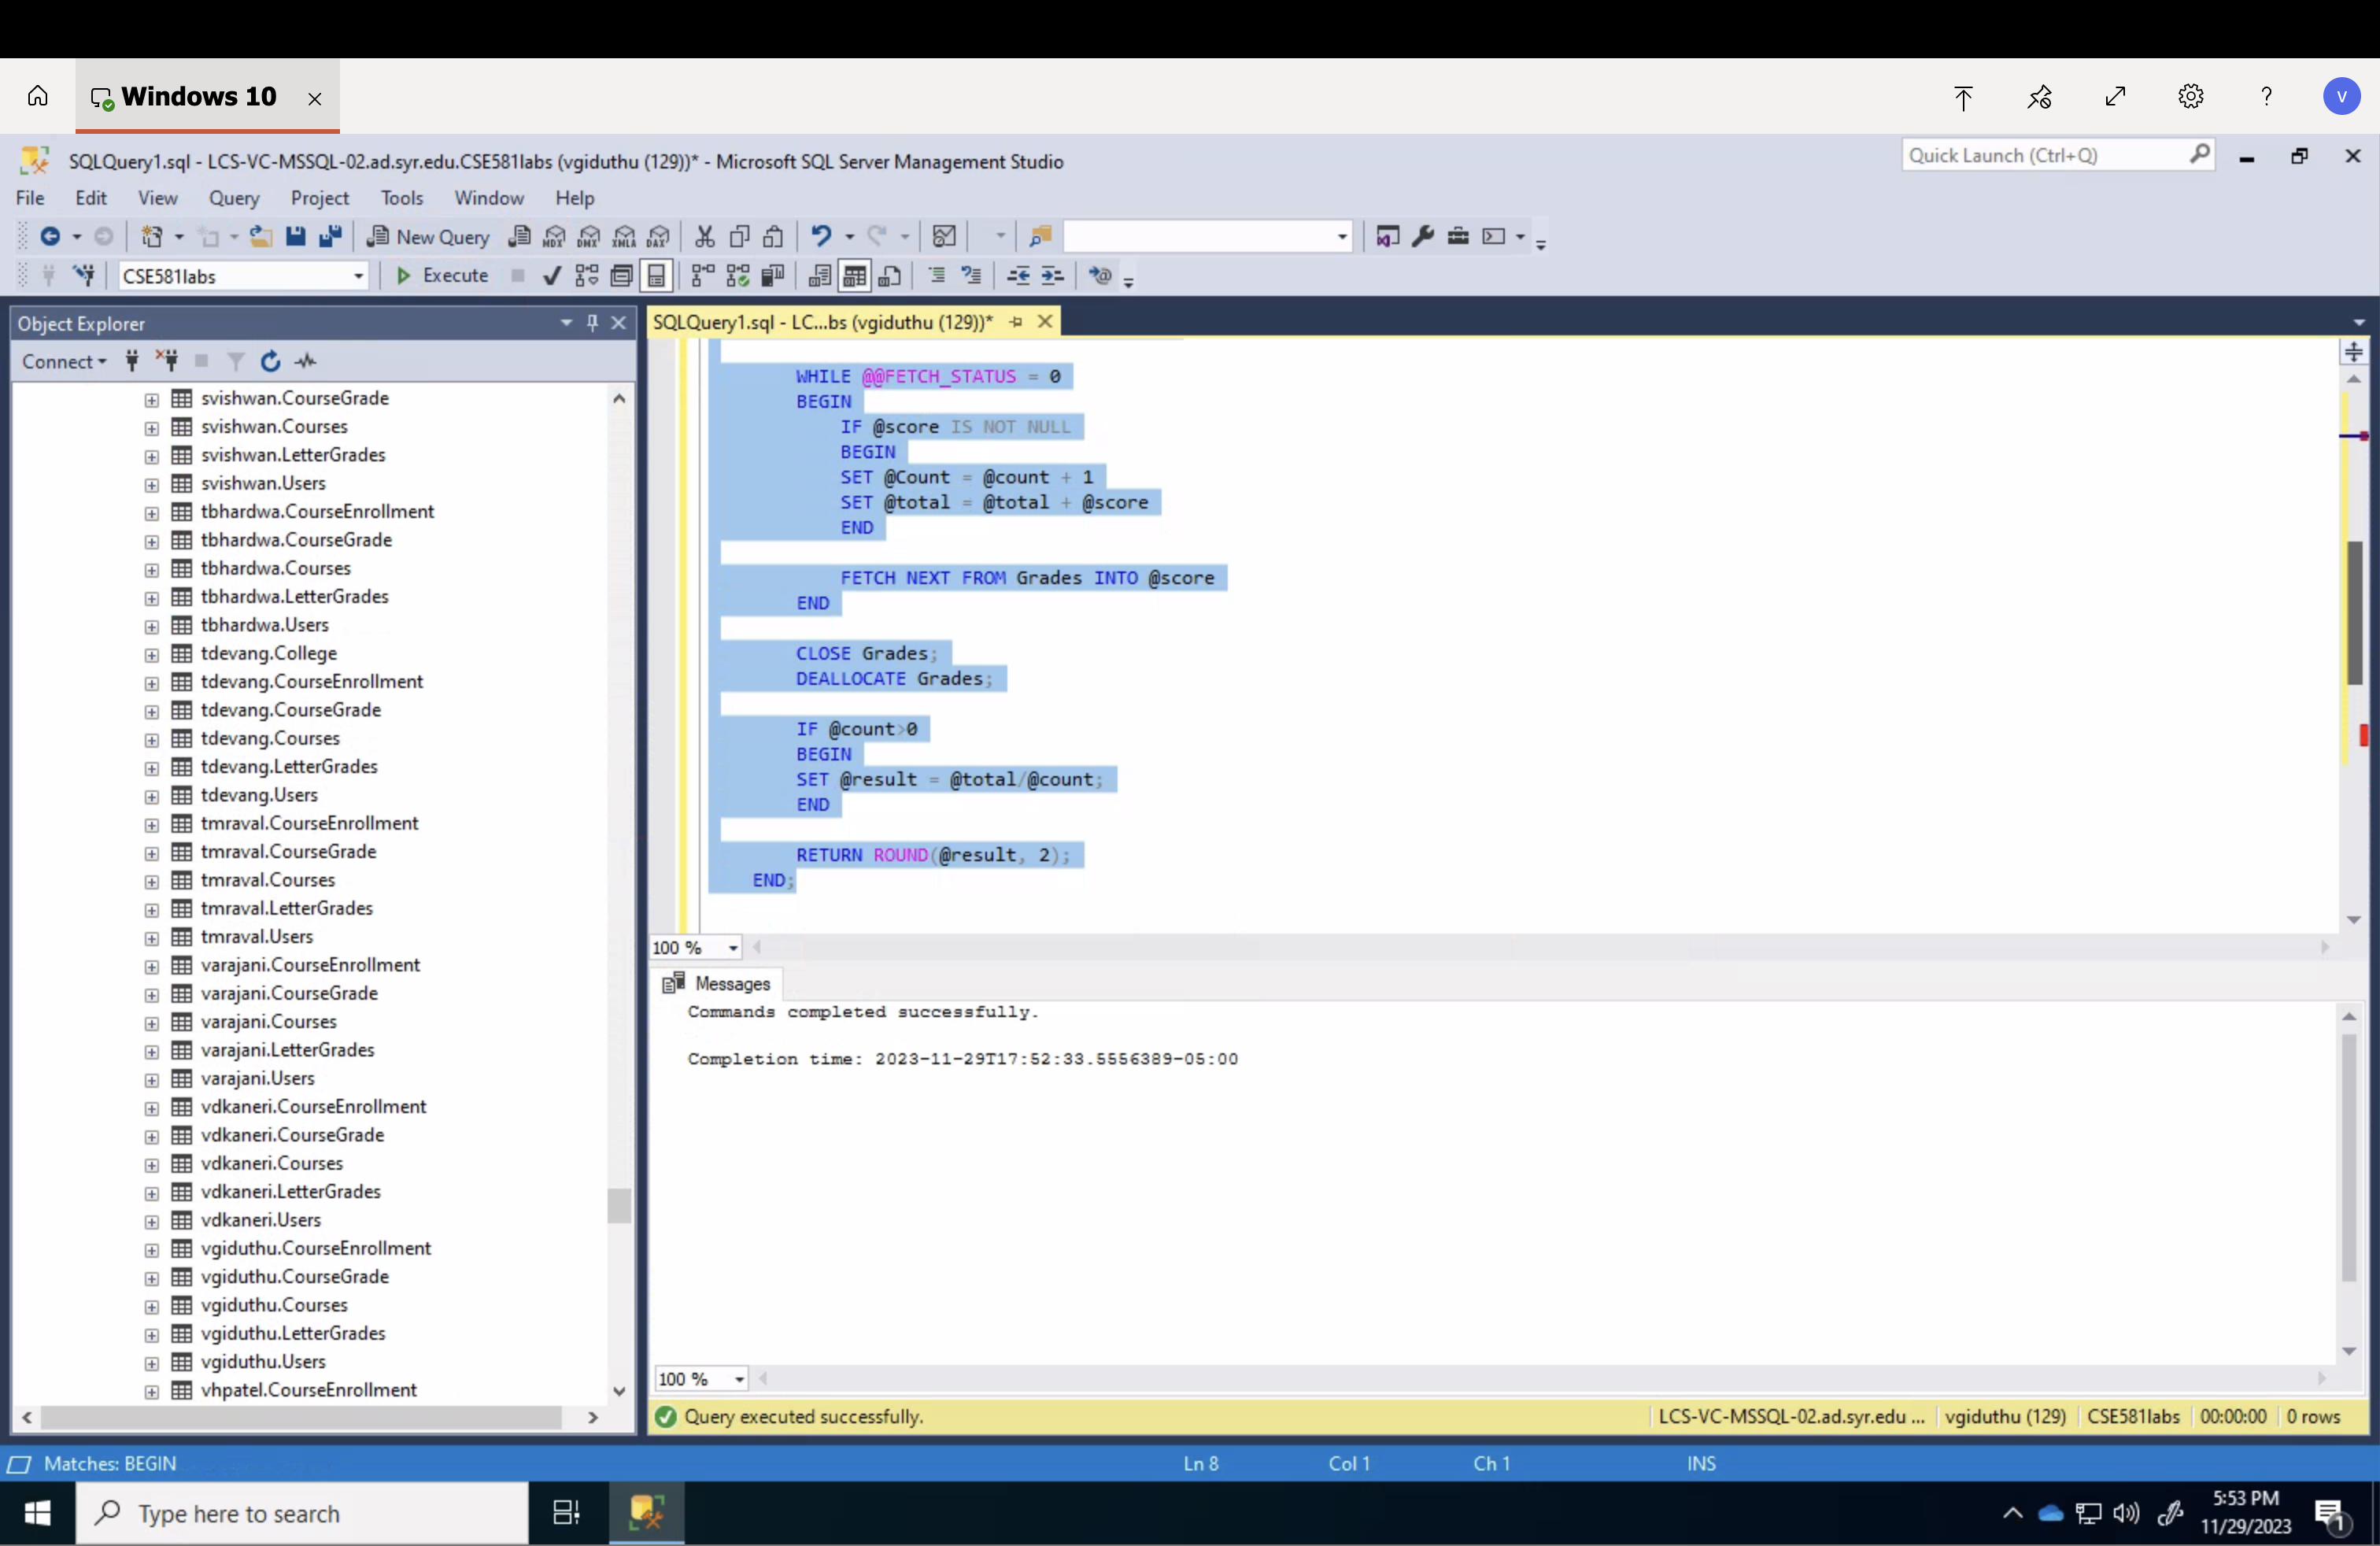 Windows 10
V
SQLQuery1.sql - LCS-VC-MSSQL-02.ad.syr.edu.CSE581labs (vgiduthu (129))* - Microsoft SQL Server Management Studio
Quick Launch (Ctrl+Q)
File Edit View Query Project Tools Window Help
New Query MDX DMX XMLA DAX
CSE581labs Execute
Object Explorer
SQLQuery1.sql - LC...bs (vgiduthu (129))*
Connect
svishwan.CourseGrade
svishwan.Courses
svishwan.LetterGrades
svishwan.Users
tbhardwa.CourseEnrollment
tbhardwa.CourseGrade
tbhardwa.Courses
tbhardwa.LetterGrades
tbhardwa.Users
tdevang.College
tdevang.CourseEnrollment
tdevang.CourseGrade
tdevang.Courses
tdevang.LetterGrades
tdevang.Users
tmraval.CourseEnrollment
tmraval.CourseGrade
tmraval.Courses
tmraval.LetterGrades
tmraval.Users
varajani.CourseEnrollment
varajani.CourseGrade
varajani.Courses
varajani.LetterGrades
varajani.Users
vdkaneri.CourseEnrollment
vdkaneri.CourseGrade
vdkaneri.Courses
vdkaneri.LetterGrades
vdkaneri.Users
vgiduthu.CourseEnrollment
vgiduthu.CourseGrade
vgiduthu.Courses
vgiduthu.LetterGrades
vgiduthu.Users
vhpatel.CourseEnrollment
WHILE @@FETCH_STATUS = 0
BEGIN
IF @score IS NOT NULL
BEGIN
SET @Count = @count + 1
SET @total = @total + @score
END
FETCH NEXT FROM Grades INTO @score
END
CLOSE Grades;
DEALLOCATE Grades;
IF @count>0
BEGIN
SET @result = @total/@count;
END
RETURN ROUND(@result, 2);
END;
100 %
Messages
Commands completed successfully.
Completion time: 2023-11-29T17:52:33.5556389-05:00
100 %
Query executed successfully. LCS-VC-MSSQL-02.ad.syr.edu ... vgiduthu (129) CSE581labs 00:00:00 0 rows
Matches: BEGIN Ln 8 Col 1 Ch 1 INS
Type here to search
5:53 PM
11/29/2023
1